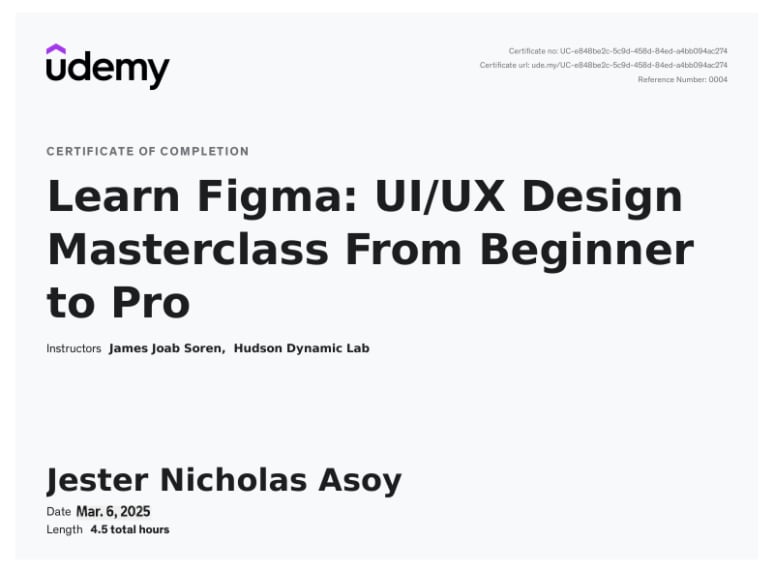 udemy
Certificate no: UC-e848be2c-5c9d-458d-84ed-a4bb094ac274
Certificate url: ude.my/UC-e848be2c-5c9d-458d-84ed-a4bb094ac274
Reference Number: 0004
CERTIFICATE OF COMPLETION
Learn Figma: UI/UX Design
Masterclass From Beginner
to Pro
Instructors James Joab Soren, Hudson Dynamic Lab
Jester Nicholas Asoy
Date Mar. 6, 2025
Length 4.5 total hours